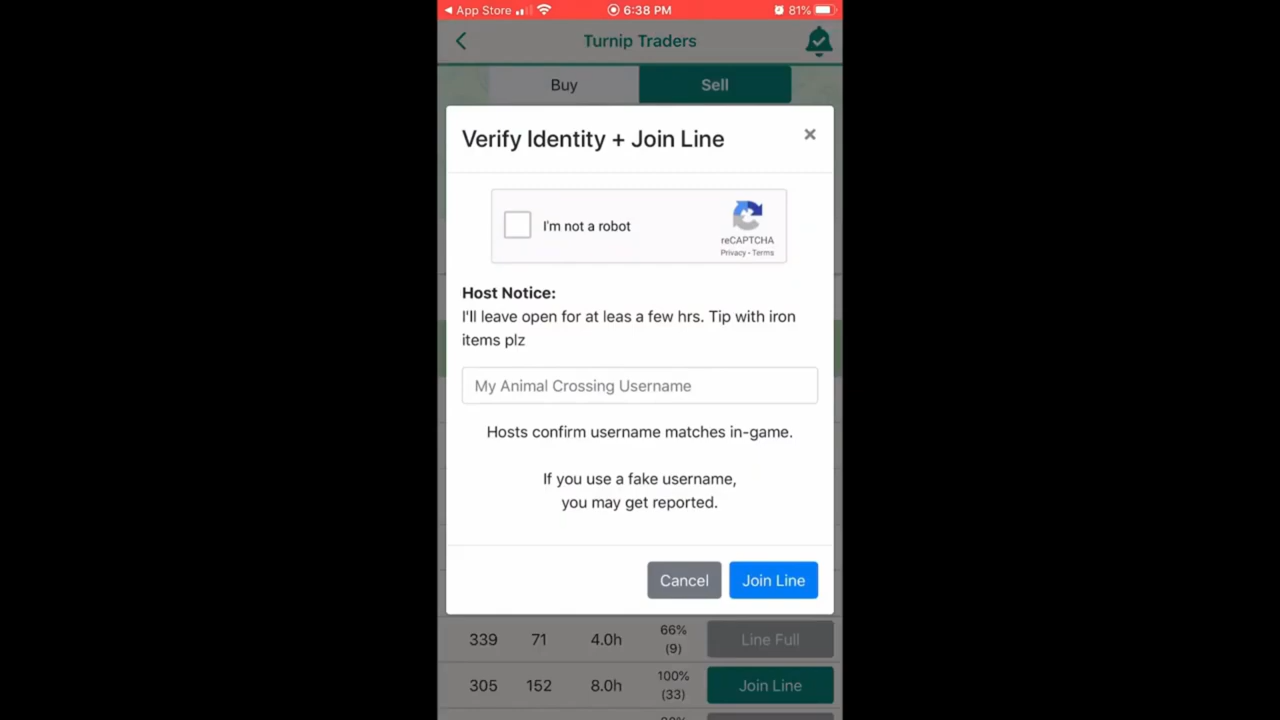 App Store 6:38 PM 81%
Turnip Traders
Buy Sell
Verify Identity + Join Line ×
I'm not a robot
reCAPTCHA
Privacy - Terms
Host Notice:
I'll leave open for at leas a few hrs. Tip with iron
items plz
My Animal Crossing Username
Hosts confirm username matches in-game.
If you use a fake username,
you may get reported.
Cancel Join Line
339 71 4.0h 66% (9) Line Full
305 152 8.0h 100% (33) Join Line